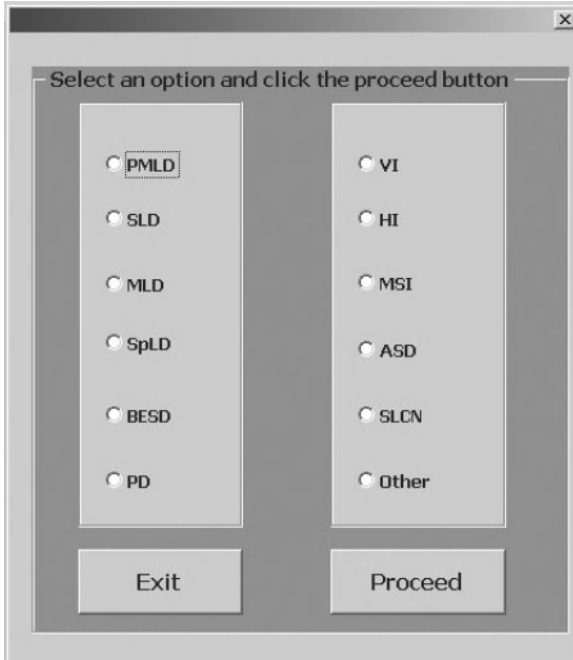 Select an option and click the proceed button
PMLD
SLD
MLD
SpLD
BESD
PD
VI
HI
MSI
ASD
SLCN
Other
Exit
Proceed